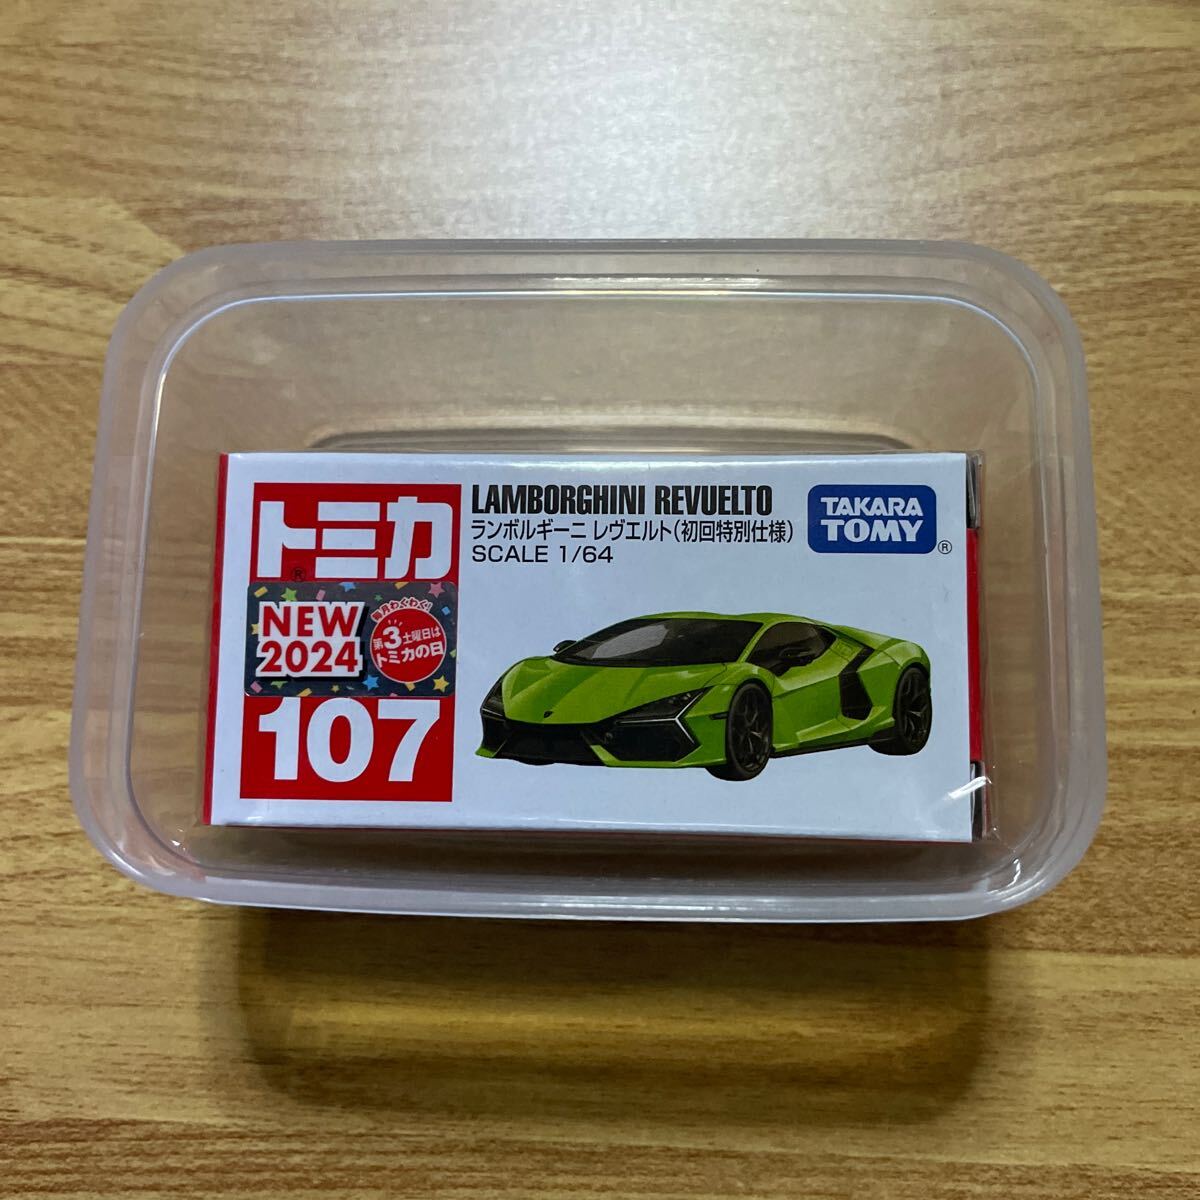 トミカ
®
NEW
2024
毎月わくわく!
第3土曜日は
トミカの日
107
LAMBORGHINI REVUELTO
ランボルギーニ レヴエルト(初回特別仕様)
SCALE 1/64
TAKARA
TOMY
®